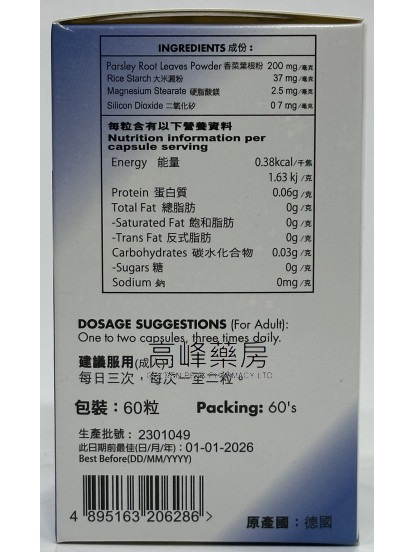 INGREDIENTS 成份：
Parsley Root Leaves Powder 香菜葉根粉 200 mg /毫克
Rice Starch 大米澱粉 37 mg /毫克
Magnesium Stearate 硬脂酸鎂 2.5 mg /毫克
Silicon Dioxide 二氧化矽 0 7 mg /毫克
每粒含有以下營養資料
Nutrition information per
capsule serving
Energy 能量 0.38kcal/千焦
1.63 kj /克
Protein 蛋白質 0.06g /克
Total Fat 總脂肪 0g /克
-Saturated Fat 飽和脂肪 0g /克
-Trans Fat 反式脂肪 0g /克
Carbohydrates 碳水化合物 0.03g /克
-Sugars 糖 0g /克
Sodium 鈉 0mg /克
DOSAGE SUGGESTIONS (For Adult):
One to two capsules, three times daily.
高峰藥房
建議服用(成人)
PHARMACY LTD
每日三次，每次一至二粒。
包裝：60粒 Packing: 60's
生產批號： 2301049
此日期前最佳(日/月/年):01-01-2026
Best Before(DD/MM/YYYY)
4 895163 206286 >
原產國：德國